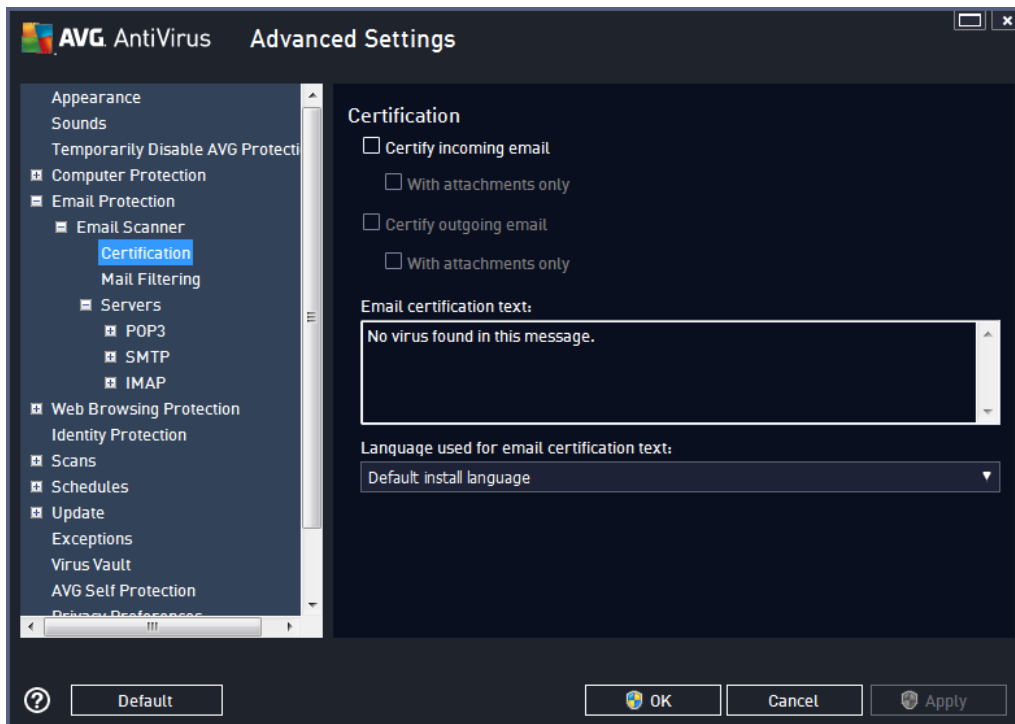 AVG AntiVirus Advanced Settings
Appearance
Sounds
Temporarily Disable AVG Protecti
Computer Protection
Email Protection
Email Scanner
Certification
Mail Filtering
Servers
POP3
SMTP
IMAP
Web Browsing Protection
Identity Protection
Scans
Schedules
Update
Exceptions
Virus Vault
AVG Self Protection
Privacy Preferences
Certification
Certify incoming email
With attachments only
Certify outgoing email
With attachments only
Email certification text:
No virus found in this message.
Language used for email certification text:
Default install language
? Default OK Cancel Apply